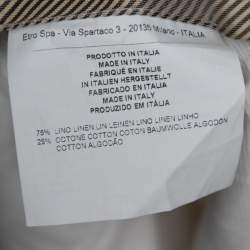 Etro Spa - Via Spartaco 3 - 20135 Milano - ITALIA
PRODOTTO IN ITALIA
MADE IN ITALY
FABRIQUÉ EN ITALIE
IN ITALIEN HERGESTELLT
FABRICADO EN ITALIA
MADE IN ITALY
PRODUZIDO EM ITÁLIA
75% LINO LINEN LIN LEINEN LINO LINEN LINHO
25% COTONE COTTON COTON BAUMWOLLE ALGODÓN
COTTON ALGODÃO